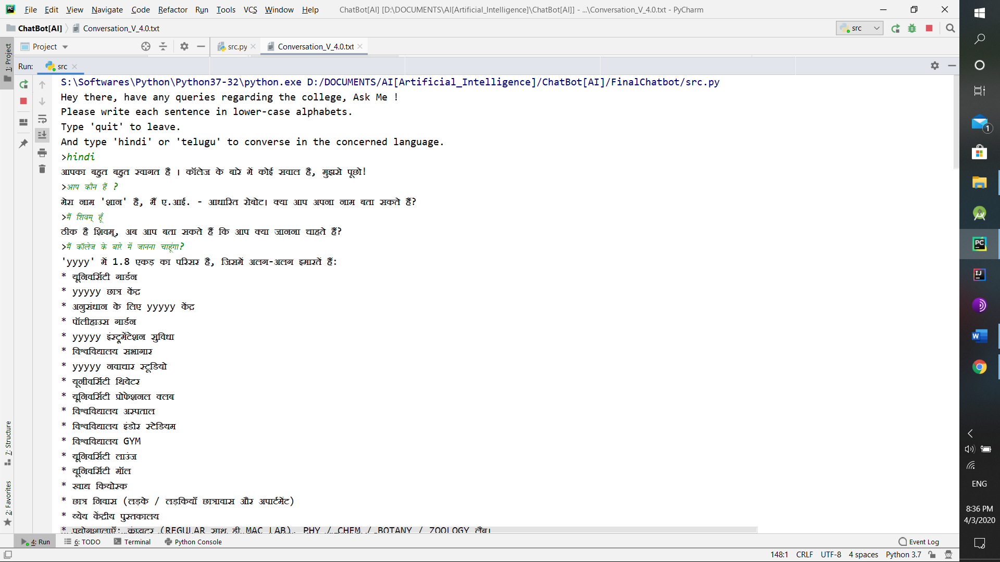 File Edit View Navigate Code Refactor Run Tools VCS Window Help ChatBot[AI] [D:\DOCUMENTS\AI[Artificial_Intelligence]\ChatBot[AI]] - ...\Conversation_V_4.0.txt - PyCharm
ChatBot[AI] Conversation_V_4.0.txt src
Project src.py Conversation_V_4.0.txt
1: Project
Run: src
S:\Softwares\Python\Python37-32\python.exe D:/DOCUMENTS/AI[Artificial_Intelligence]/ChatBot[AI]/FinalChatbot/src.py
Hey there, have any queries regarding the college, Ask Me !
Please write each sentence in lower-case alphabets.
Type 'quit' to leave.
And type 'hindi' or 'telugu' to converse in the concerned language.
>hindi
आपका बहुत बहुत स्वागत है । कॉलेज के बारे में कोई सवाल है, मुझसे पूछो!
>आप कौन हैं ?
मेरा नाम 'शान' है, मैं ए.आई. - आधारित रोबोट। क्या आप अपना नाम बता सकते हैं?
>मैं शिवम् हूँ
ठीक है शिवम्, अब आप बता सकते हैं कि आप क्या जानना चाहते हैं?
>मैं कॉलेज के बारे में जानना चाहूंगा?
'yyyy' में 1.8 एकड़ का परिसर है, जिसमें अलग-अलग इमारतें हैं:
* यूनिवर्सिटी गार्डन
* yyyyy छात्र केंद्र
* अनुसंधान के लिए yyyyy केंद्र
* पॉलीहाउस गार्डन
* yyyyy इंस्ट्रूमेंटेशन सुविधा
* विश्वविद्यालय सभागार
* yyyyy नवाचार स्टूडियो
* यूनीवर्सिटी थियेटर
* यूनिवर्सिटी प्रोफेशनल क्लब
* विश्वविद्यालय अस्पताल
* विश्वविद्यालय इंडोर स्टेडियम
* विश्वविद्यालय GYM
* यूनिवर्सिटी लाउंज
* यूनिवर्सिटी मॉल
* खाद्य कियोस्क
* छात्र निवास (लड़के / लड़कियाँ छात्रावास और अपार्टमेंट)
* य्येय केंद्रीय पुस्तकालय
* प्रयोगशालाएँ: कंप्यूटर (REGULAR साथ ही MAC LAB), PHY / CHEM / BOTANY / ZOOLOGY लैब।
7: Structure
2: Favorites
4: Run 6: TODO Terminal Python Console Event Log
148:1 CRLF UTF-8 4 spaces Python 3.7
1
ENG
8:36 PM
4/3/2020